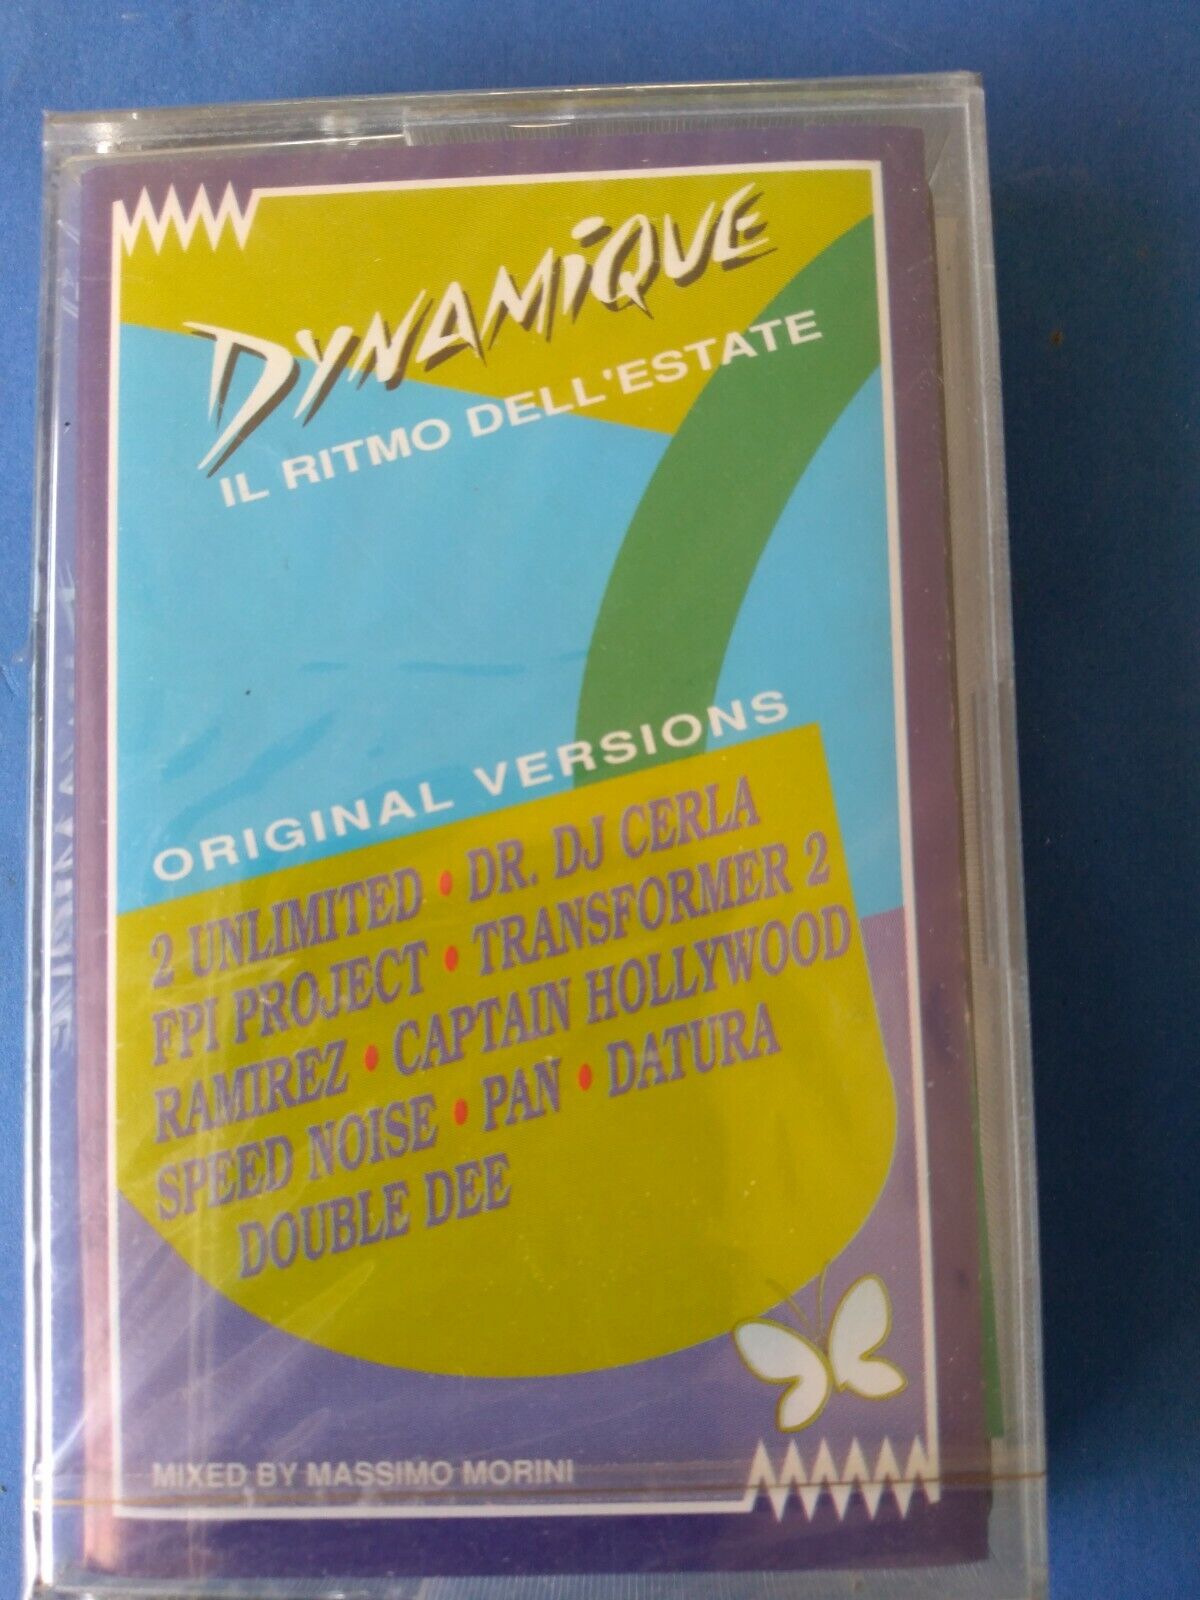 DYNAMiQUE
IL RITMO DELL'ESTATE
ORIGINAL VERSIONS
2 UNLIMITED • DR. DJ CERLA
FPI PROJECT • TRANSFORMER 2
RAMIREZ • CAPTAIN HOLLYWOOD
SPEED NOISE • PAN • DATURA
DOUBLE DEE
MIXED BY MASSIMO MORINI